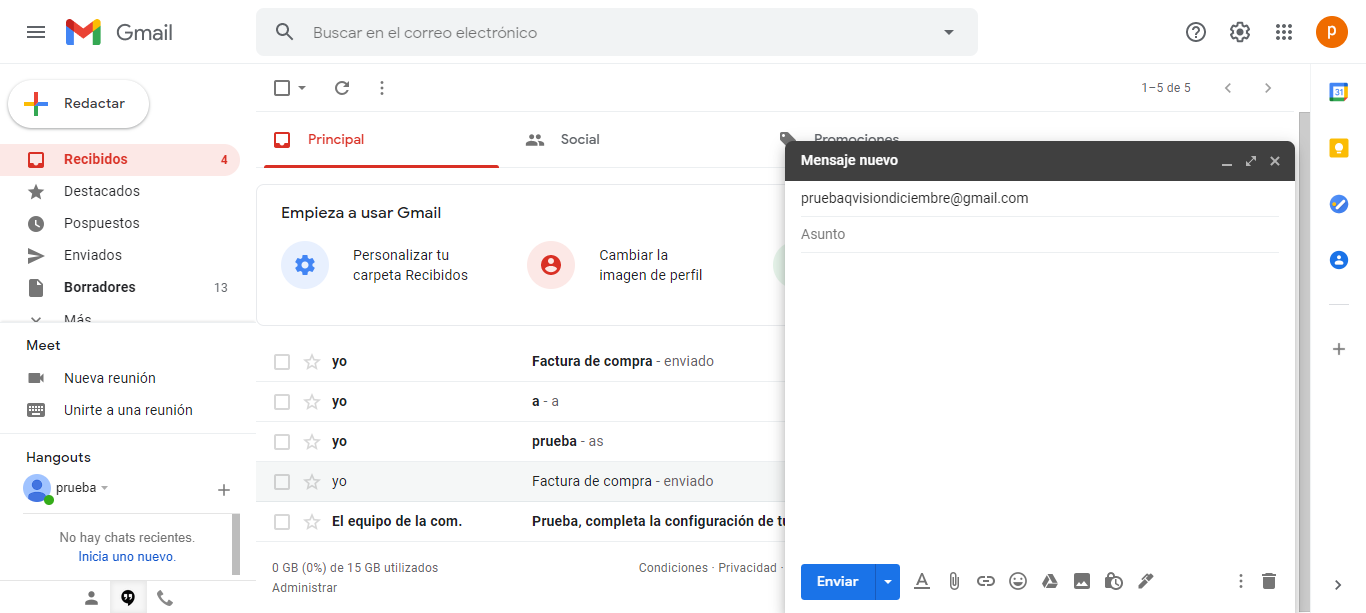 Gmail
Buscar en el correo electrónico
p
Redactar
1–5 de 5
31
Recibidos 4
Destacados
Pospuestos
Enviados
Borradores 13
Más
Principal
Social
Promociones
Empieza a usar Gmail
Personalizar tu
carpeta Recibidos
Cambiar la
imagen de perfil
yo Factura de compra - enviado
yo a - a
yo prueba - as
yo Factura de compra - enviado
El equipo de la com. Prueba, completa la configuración de tu
0 GB (0%) de 15 GB utilizados
Administrar
Condiciones · Privacidad ·
Meet
Nueva reunión
Unirte a una reunión
Hangouts
prueba
No hay chats recientes.
Inicia uno nuevo.
Mensaje nuevo
pruebaqvisiondiciembre@gmail.com
Asunto
Enviar